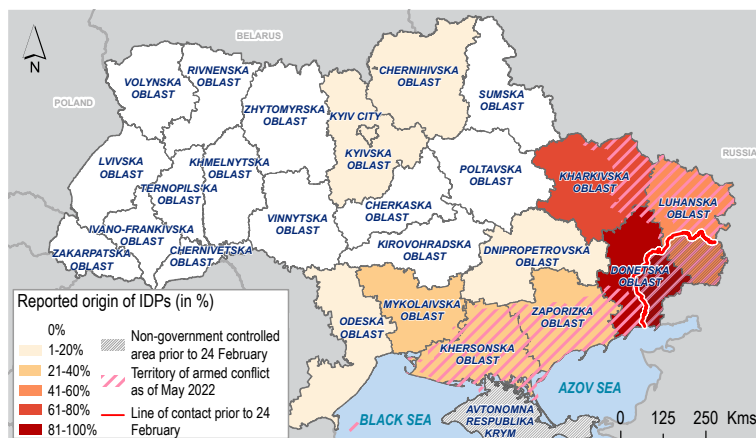 BELARUS
POLAND
RUSSIA
N
VOLYNSKA
OBLAST
RIVNENSKA
OBLAST
ZHYTOMYRSKA
OBLAST
KYIV CITY
KYIVSKA
OBLAST
CHERNIHIVSKA
OBLAST
SUMSKA
OBLAST
LVIVSKA
OBLAST
TERNOPILSKA
OBLAST
KHMELNYTSKA
OBLAST
VINNYTSKA
OBLAST
CHERKASKA
OBLAST
POLTAVSKA
OBLAST
KHARKIVSKA
OBLAST
LUHANSKA
OBLAST
IVANO-FRANKIVSKA
OBLAST
ZAKARPATSKA
OBLAST
CHERNIVETSKA
OBLAST
KIROVOHRADSKA
OBLAST
DNIPROPETROVSKA
OBLAST
DONETSKA
OBLAST
ODESKA
OBLAST
MYKOLAIVSKA
OBLAST
KHERSONSKA
OBLAST
ZAPORIZKA
OBLAST
AVTONOMNA
RESPUBLIKA
KRYM
BLACK SEA
AZOV SEA
Reported origin of IDPs (in %)
0%
1-20%
21-40%
41-60%
61-80%
81-100%
Non-government controlled
area prior to 24 February
Territory of armed conflict
as of May 2022
Line of contact prior to 24
February
0 125 250 Kms